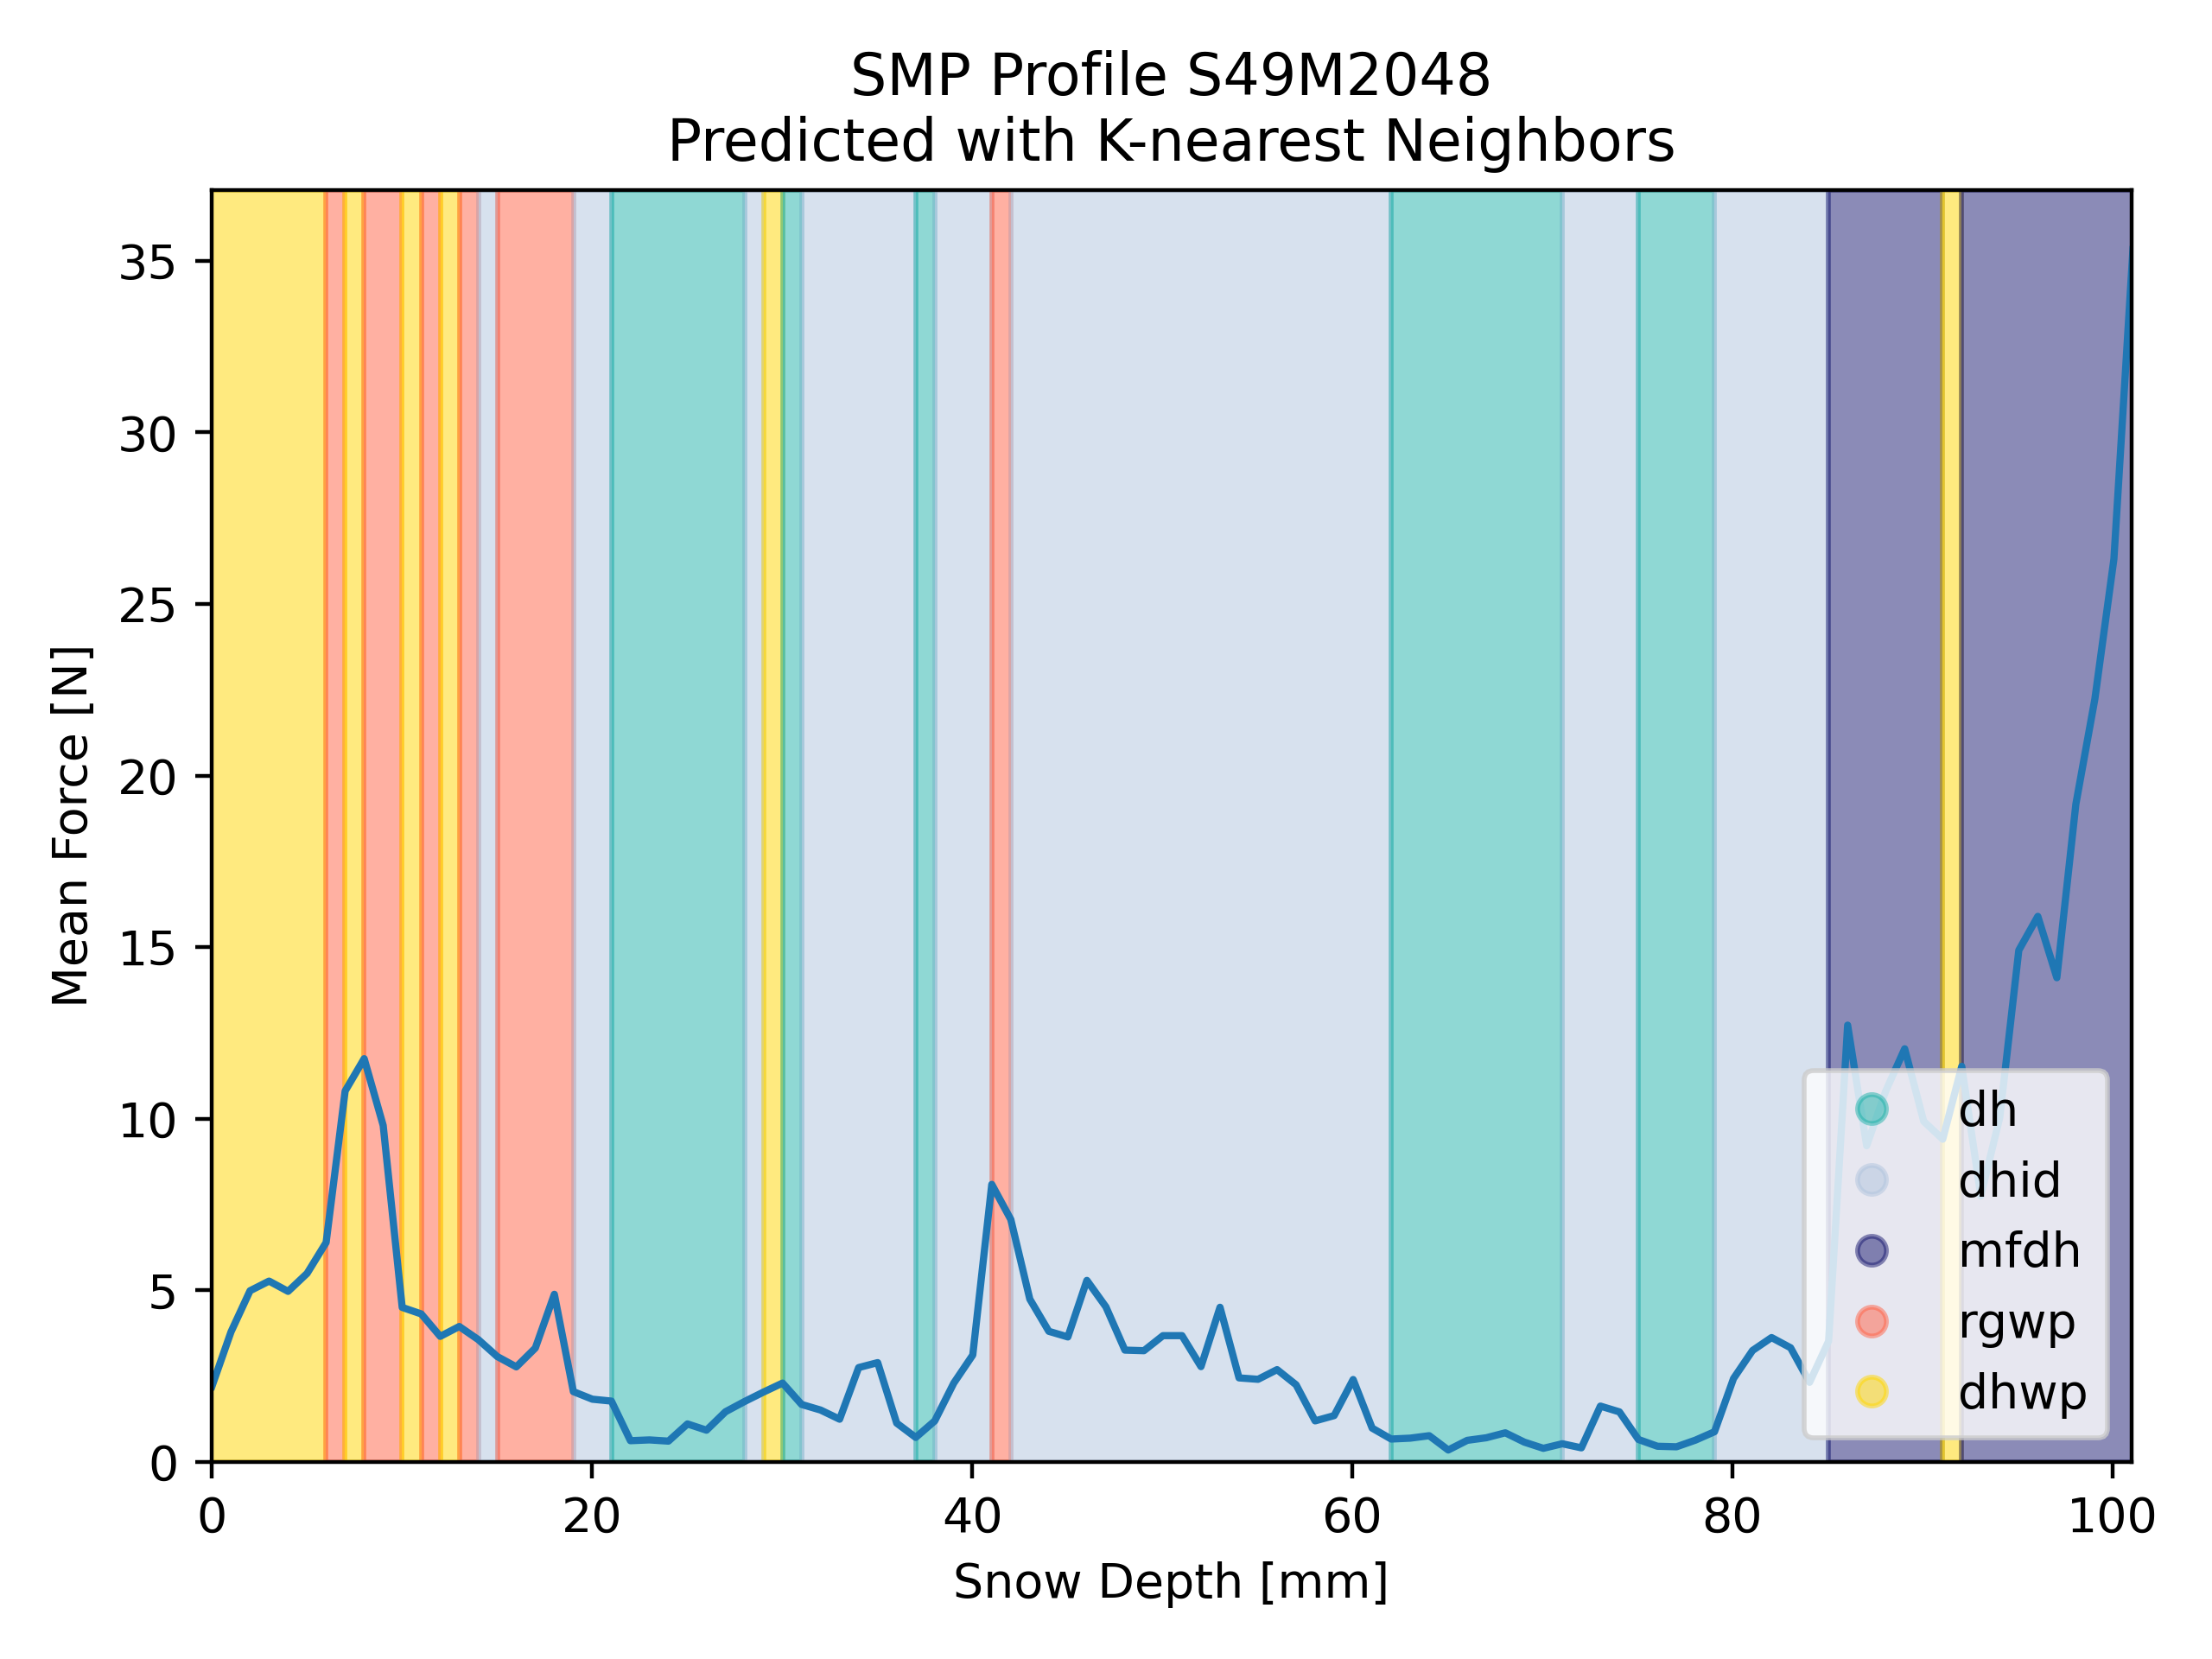 SMP Profile S49M2048
Predicted with K-nearest Neighbors
Mean Force [N]
35
30
25
20
15
10
5
0
dh
dhid
mfdh
rgwp
dhwp
0 20 40 60 80 100
Snow Depth [mm]